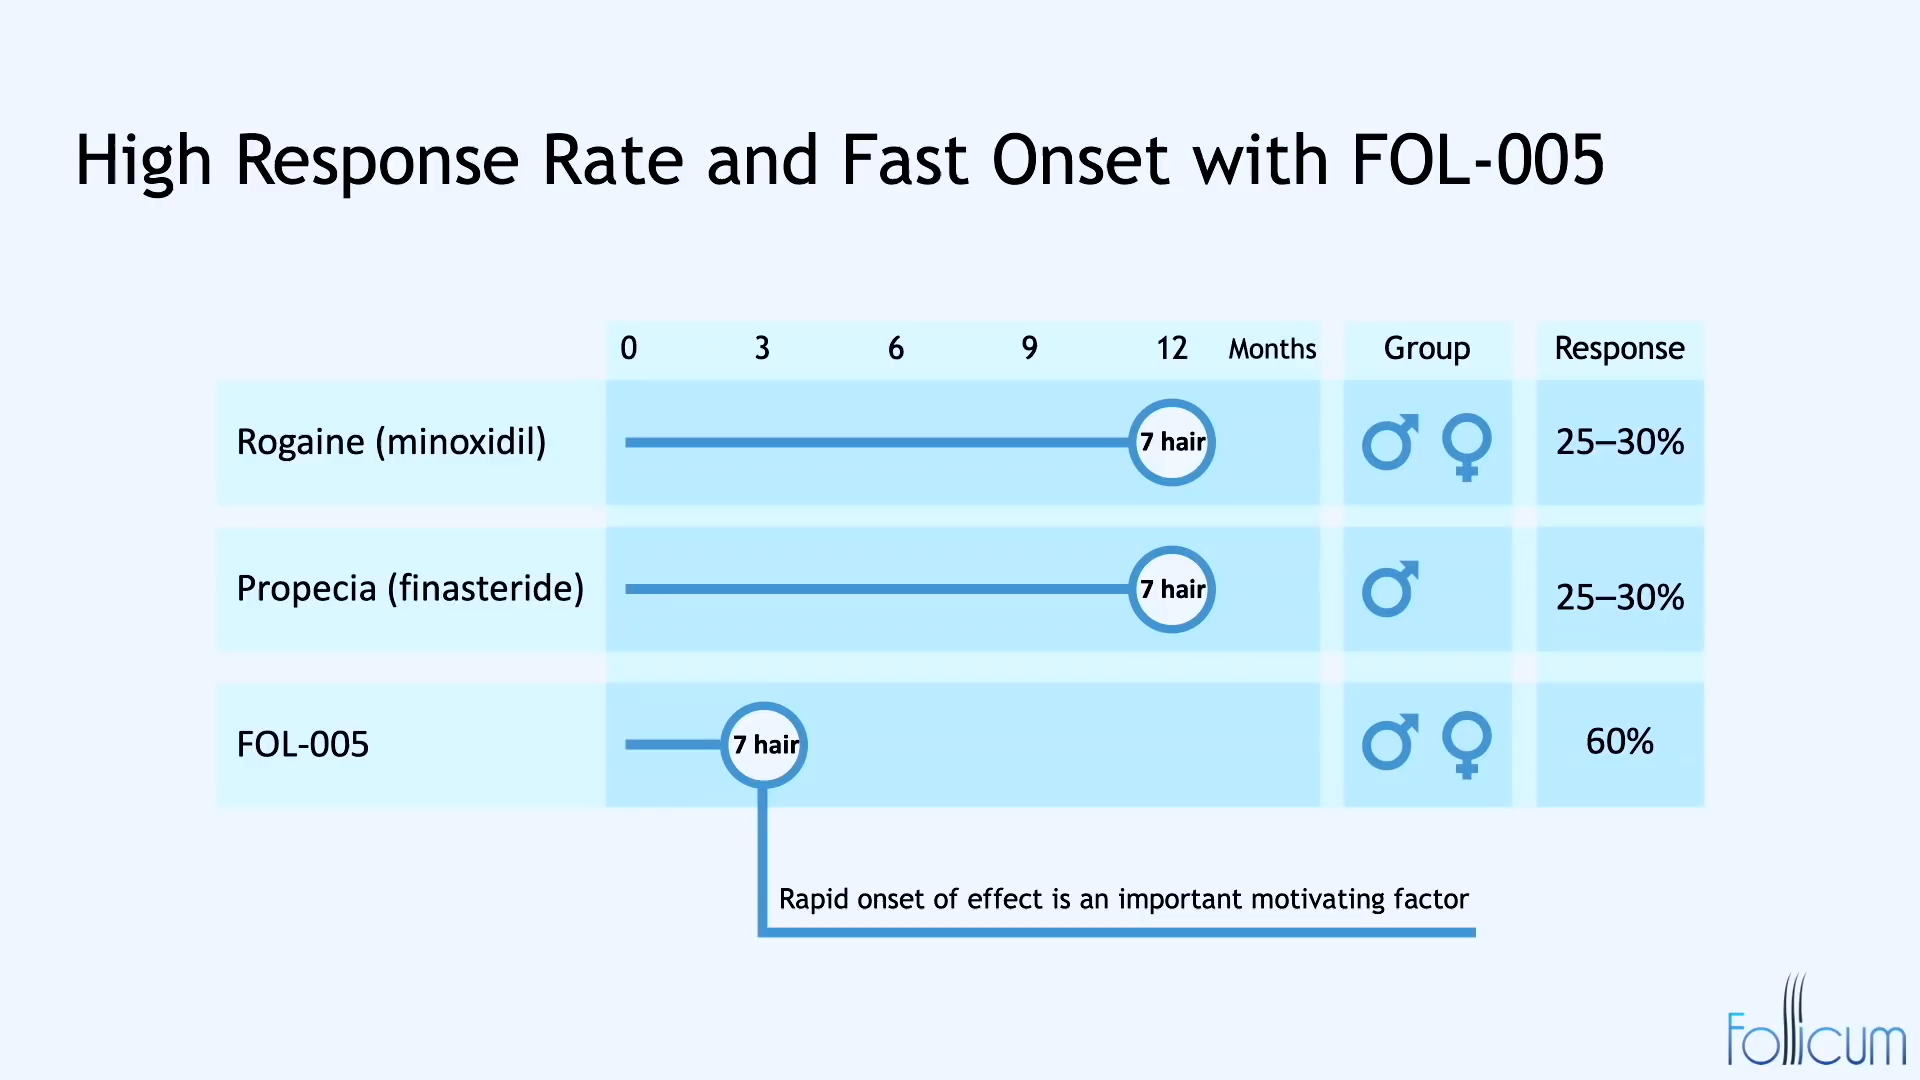 High Response Rate and Fast Onset with FOL-005
0 3 6 9 12 Months Group Response
Rogaine (minoxidil) 7 hair 25–30%
Propecia (finasteride) 7 hair 25–30%
FOL-005 7 hair 60%
Rapid onset of effect is an important motivating factor
Follicum